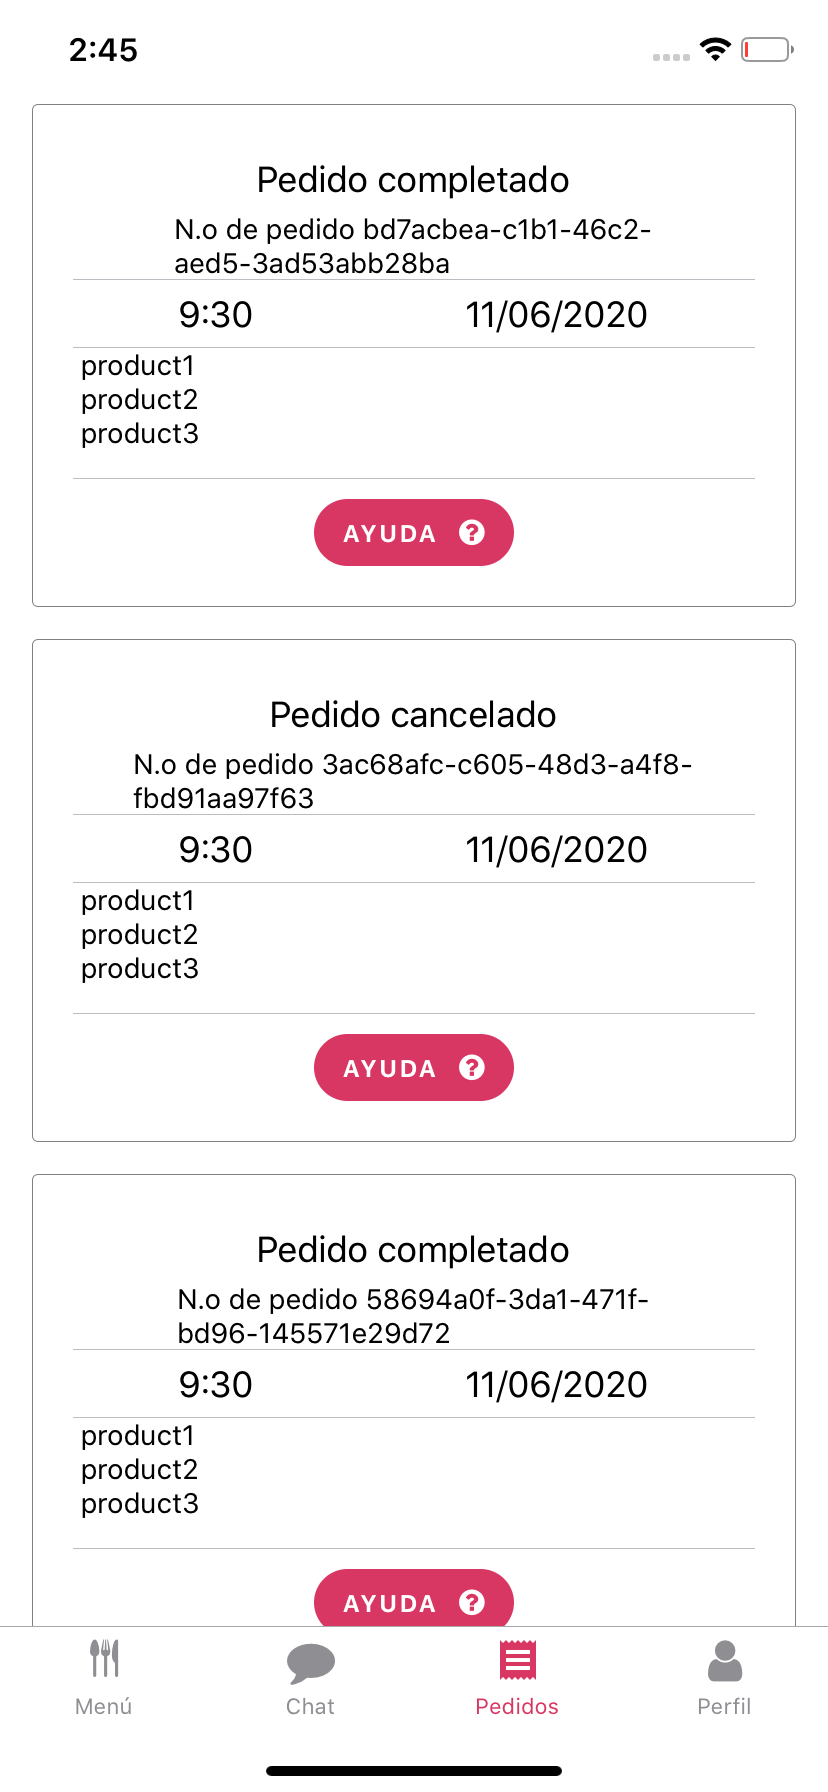 2:45
Pedido completado
N.o de pedido bd7acbea-c1b1-46c2-
aed5-3ad53abb28ba
9:30 11/06/2020
product1
product2
product3
AYUDA
Pedido cancelado
N.o de pedido 3ac68afc-c605-48d3-a4f8-
fbd91aa97f63
9:30 11/06/2020
product1
product2
product3
AYUDA
Pedido completado
N.o de pedido 58694a0f-3da1-471f-
bd96-145571e29d72
9:30 11/06/2020
product1
product2
product3
AYUDA
Menú Chat Pedidos Perfil